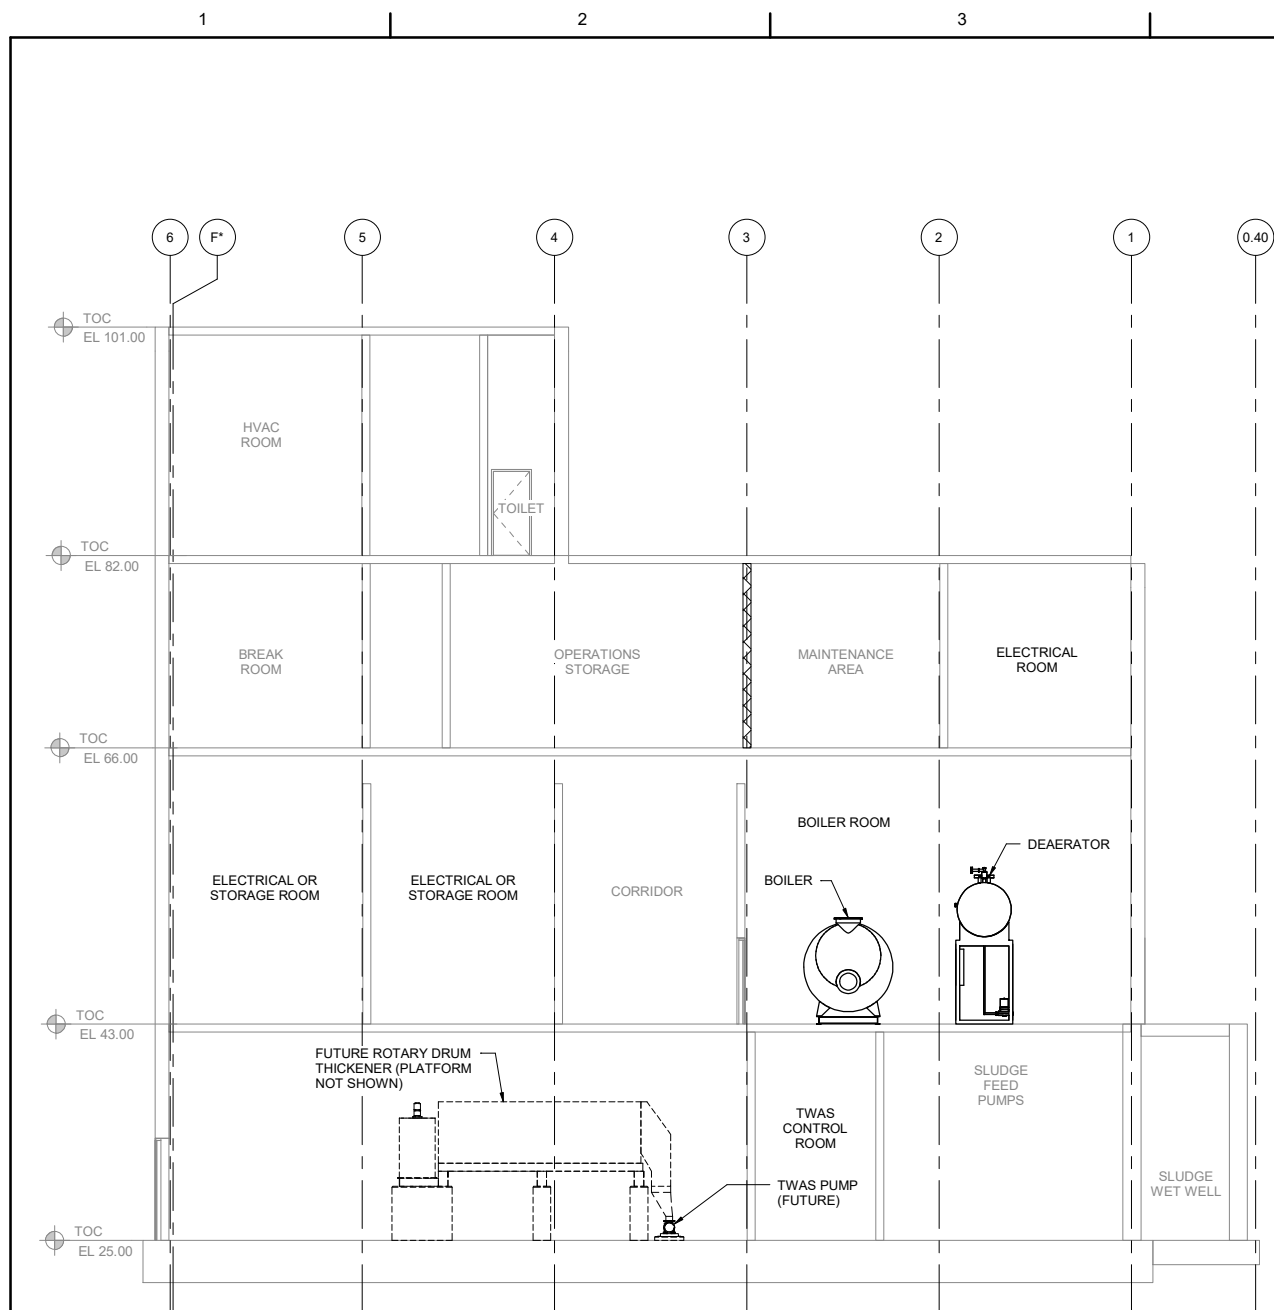 1 2 3
6 F* 5 4 3 2 1 0.40
TOC
EL 101.00
HVAC
ROOM
TOILET
TOC
EL 82.00
BREAK
ROOM
OPERATIONS
STORAGE
MAINTENANCE
AREA
ELECTRICAL
ROOM
TOC
EL 66.00
BOILER ROOM
DEAERATOR
BOILER
ELECTRICAL OR
STORAGE ROOM
ELECTRICAL OR
STORAGE ROOM
CORRIDOR
TOC
EL 43.00
FUTURE ROTARY DRUM
THICKENER (PLATFORM
NOT SHOWN)
SLUDGE
FEED
PUMPS
TWAS
CONTROL
ROOM
TWAS PUMP
(FUTURE)
SLUDGE
WET WELL
TOC
EL 25.00